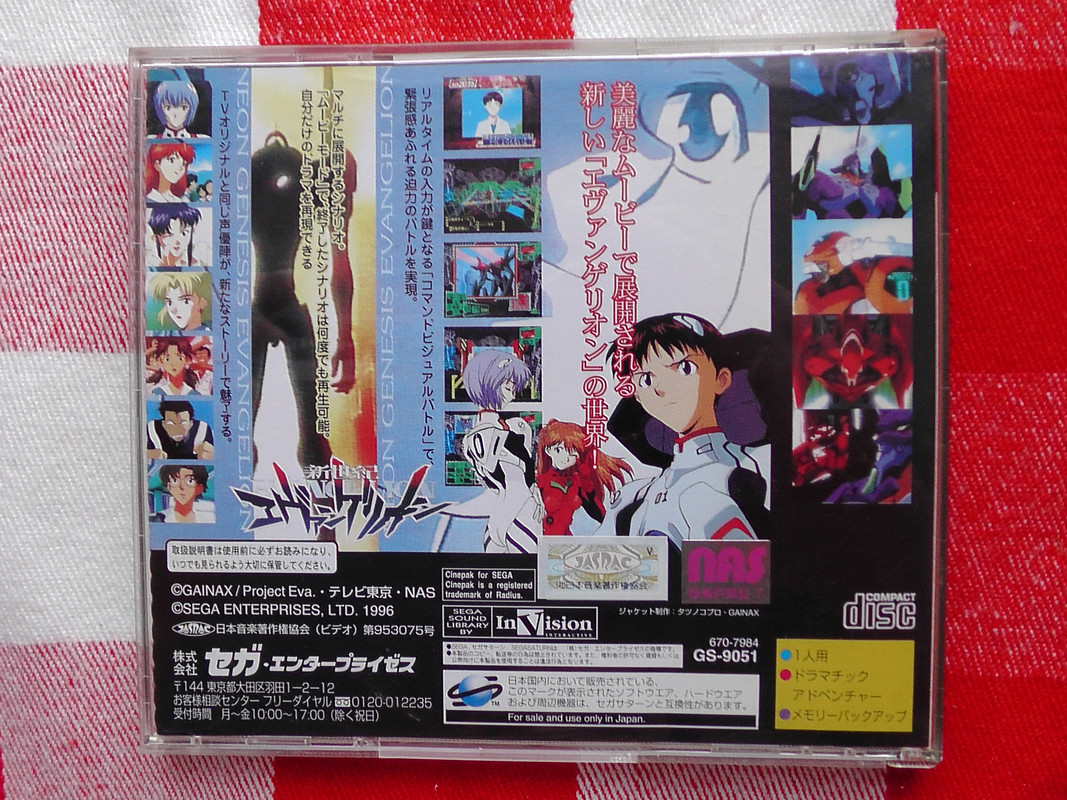 美麗なムービーで展開される
新しい「エヴァンゲリオン」の世界!
リアルタイムの入力が鍵となる「コマンドビジュアルバトル」で、
緊張感あふれる迫力のバトルを実現。
マルチに展開するシナリオ。
「ムービーモード」で、終了したシナリオは何度でも再生可能。
自分だけのドラマを再現できる
TVオリジナルと同じ声優陣が、新たなストーリーで魅了する。
NEON GENESIS EVANGELION
NEON GENESIS EVANGELION
新世紀
エヴァンゲリオン
01
取扱説明書は使用前に必ずお読みになり、
いつでも見られるよう大切に保管してください。
©GAINAX/Project Eva.・テレビ東京・NAS
©SEGA ENTERPRISES, LTD. 1996
JASRAC 日本音楽著作権協会(ビデオ)第953075号
株式会社 セガ・エンタープライゼス
〒144 東京都大田区羽田1-2-12
お客様相談センター フリーダイヤル 0120-012235
受付時間 月~金10:00~17:00(除く祝日)
Cinepak for SEGA
Cinepak is a registered
trademark of Radius.
SEGA
SOUND
LIBRARY
BY
InVision
INTERACTIVE
JASRAC
日本音楽著作権協会
NAS
ジャケット制作:タツノコプロ・GAINAX
670-7984
GS-9051
日本国内において販売されている、
このマークが表示されたソフトウエア、ハードウエア
および周辺機器は、セガサターンと互換性があります。
TM
For sale and use only in Japan.
COMPACT
disc
●1人用
●ドラマチック
アドベンチャー
●メモリーバックアップ